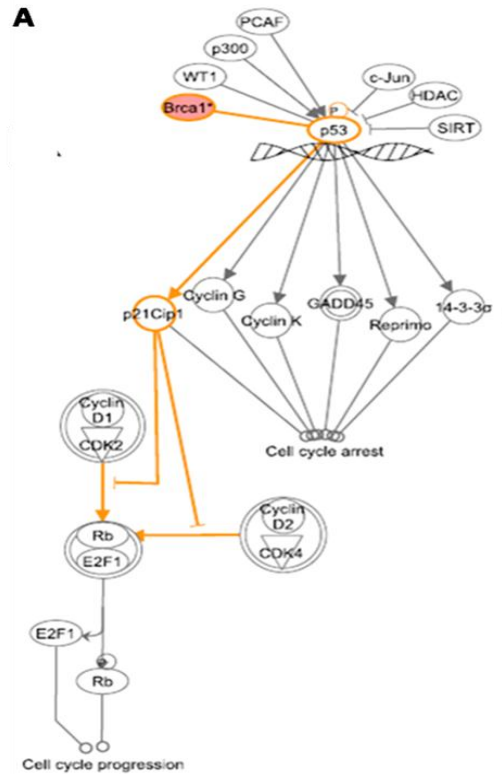 A
PCAF
p300
WT1
c-Jun
HDAC
Brca1*
P
p53
SIRT
Cyclin G
p21Cip1
GADD45
14-3-3σ
Cyclin K
Reprimo
Cyclin
D1
CDK2
Cell cycle arrest
Cyclin
D2
CDK4
Rb
E2F1
E2F1
Rb
Cell cycle progression